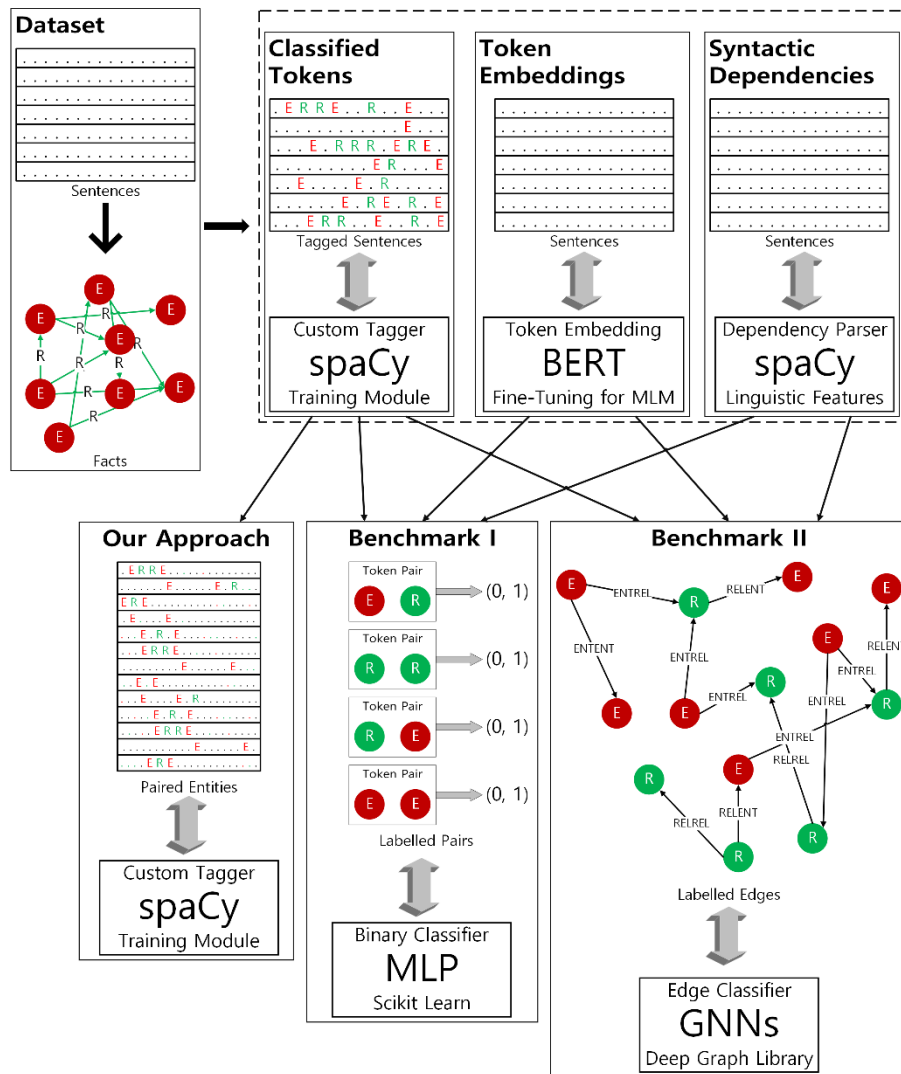 Dataset
. . . . . . . . . . . . . . . . . .
. . . . . . . . . . . . . . . . . .
. . . . . . . . . . . . . . . . . .
. . . . . . . . . . . . . . . . . .
. . . . . . . . . . . . . . . . . .
. . . . . . . . . . . . . . . . . .
. . . . . . . . . . . . . . . . . .
Sentences
E
E
E
R
R
E
R
R
R
E
R
E
E
R
E
Facts
Classified
Tokens
. E R R E . . R . . . E . . .
. . . . . . . . . . . E . . .
. . . E . R R R . E R E .
. . . . . . . . E R . . . E
. . E . . . . E . R . . . . .
. . . . . . E . R E . R . E
. . . E R R . . E . . R . E
Tagged Sentences
Custom Tagger
spaCy
Training Module
Token
Embeddings
. . . . . . . . . . . . . . . . . .
. . . . . . . . . . . . . . . . . .
. . . . . . . . . . . . . . . . . .
. . . . . . . . . . . . . . . . . .
. . . . . . . . . . . . . . . . . .
. . . . . . . . . . . . . . . . . .
. . . . . . . . . . . . . . . . . .
Sentences
Token Embedding
BERT
Fine-Tuning for MLM
Syntactic
Dependencies
. . . . . . . . . . . . . . . . . .
. . . . . . . . . . . . . . . . . .
. . . . . . . . . . . . . . . . . .
. . . . . . . . . . . . . . . . . .
. . . . . . . . . . . . . . . . . .
. . . . . . . . . . . . . . . . . .
. . . . . . . . . . . . . . . . . .
Sentences
Dependency Parser
spaCy
Linguistic Features
Our Approach
. E R R E . . . . . . . . . . .
. . . . . . E . . . . . . E R .
E R E . . . . . . . . . . . . .
. E . . . . E . . . . . . . . .
. . . E . R . E . . . . . . . .
. . . E R R E . . . . . . . . .
. . . . . . . . E . . . . . E . .
. . E . E . . . . . . . . . . .
. . . E . . . . E . R . . . . .
. . . . E . R . E . . . . . . .
. . . . E R R E . . . . . . . .
. . . . . . . . . . E . . . . . E .
. . . . E R E . . . . . . . . .
Paired Entities
Custom Tagger
spaCy
Training Module
Benchmark I
Token Pair
E R (0, 1)
Token Pair
R R (0, 1)
Token Pair
R E (0, 1)
Token Pair
E E (0, 1)
Labelled Pairs
Binary Classifier
MLP
Scikit Learn
Benchmark II
E
ENTREL
R
RELENT
E
E
ENTENT
ENTREL
E
RELENT
ENTREL
E
E
ENTREL
R
ENTREL
R
ENTREL
RELREL
E
R
RELENT
RELREL
R
R
Labelled Edges
Edge Classifier
GNNs
Deep Graph Library